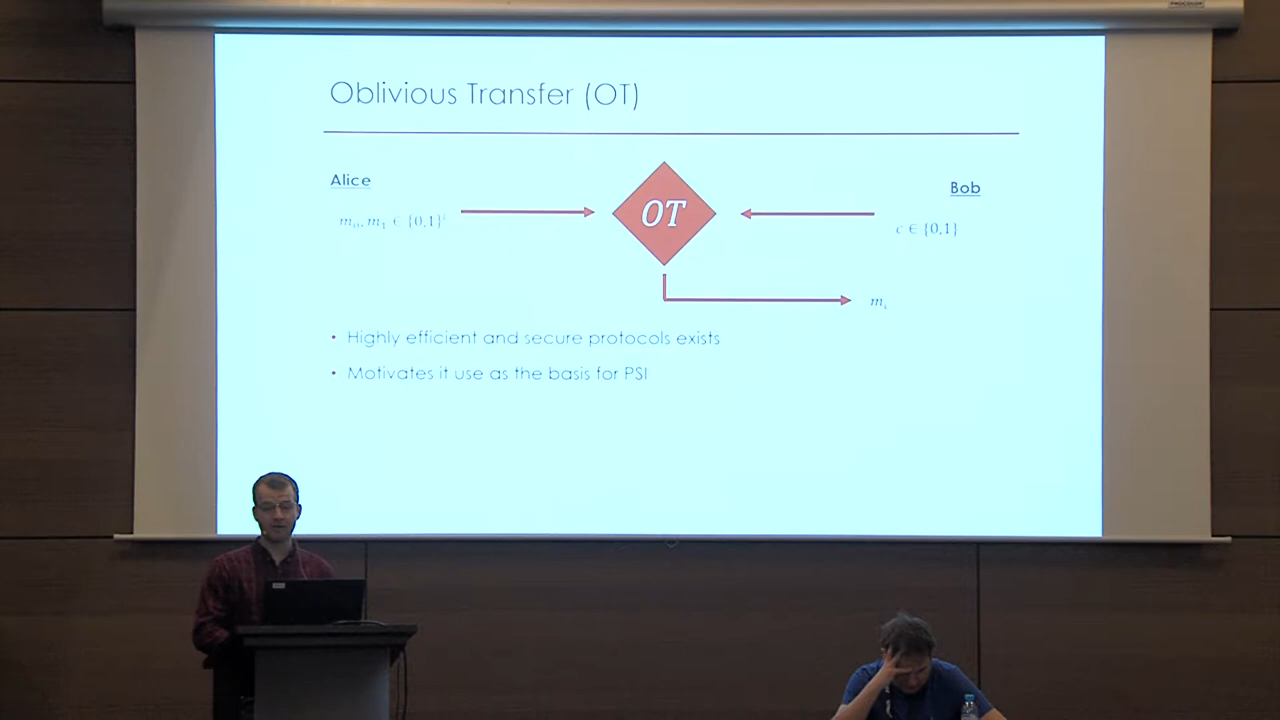 Oblivious Transfer (OT)
Alice
Bob
m₀, m₁ ∈ {0,1}ˡ
OT
c ∈ {0,1}
m꜀
• Highly efficient and secure protocols exists
• Motivates it use as the basis for PSI